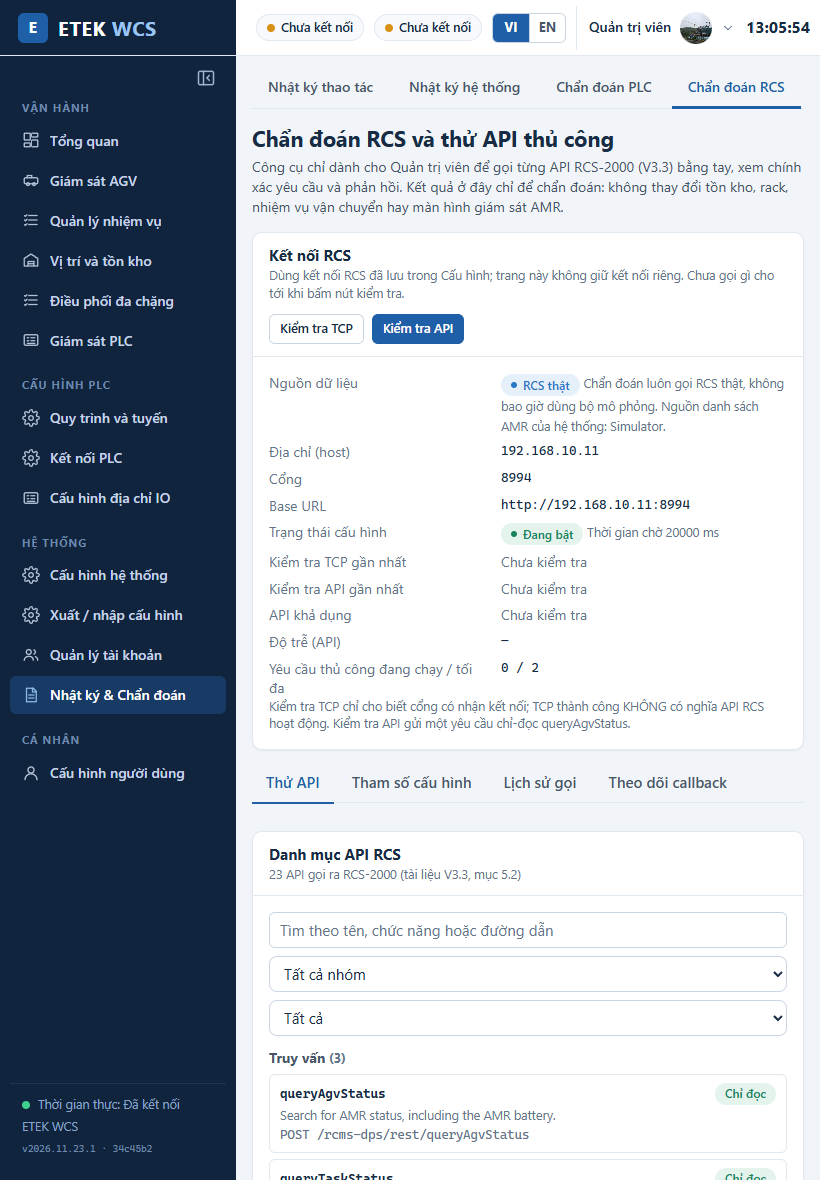 E ETEK WCS
Chưa kết nối
Chưa kết nối
VI EN
Quản trị viên
13:05:54
VẬN HÀNH
Tổng quan
Giám sát AGV
Quản lý nhiệm vụ
Vị trí và tồn kho
Điều phối đa chặng
Giám sát PLC
CẤU HÌNH PLC
Quy trình và tuyến
Kết nối PLC
Cấu hình địa chỉ IO
HỆ THỐNG
Cấu hình hệ thống
Xuất / nhập cấu hình
Quản lý tài khoản
Nhật ký & Chẩn đoán
CÁ NHÂN
Cấu hình người dùng
Thời gian thực: Đã kết nối
ETEK WCS
v2026.11.23.1 · 34c45b2
Nhật ký thao tác
Nhật ký hệ thống
Chẩn đoán PLC
Chẩn đoán RCS
Chẩn đoán RCS và thử API thủ công
Công cụ chỉ dành cho Quản trị viên để gọi từng API RCS-2000 (V3.3) bằng tay, xem chính
xác yêu cầu và phản hồi. Kết quả ở đây chỉ để chẩn đoán: không thay đổi tồn kho, rack,
nhiệm vụ vận chuyển hay màn hình giám sát AMR.
Kết nối RCS
Dùng kết nối RCS đã lưu trong Cấu hình; trang này không giữ kết nối riêng. Chưa gọi gì cho
tới khi bấm nút kiểm tra.
Kiểm tra TCP
Kiểm tra API
Nguồn dữ liệu
RCS thật Chẩn đoán luôn gọi RCS thật, không
bao giờ dùng bộ mô phỏng. Nguồn danh sách
AMR của hệ thống: Simulator.
Địa chỉ (host)
192.168.10.11
Cổng
8994
Base URL
http://192.168.10.11:8994
Trạng thái cấu hình
Đang bật Thời gian chờ 20000 ms
Kiểm tra TCP gần nhất
Chưa kiểm tra
Kiểm tra API gần nhất
Chưa kiểm tra
API khả dụng
Chưa kiểm tra
Độ trễ (API)
—
Yêu cầu thủ công đang chạy / tối
đa
0 / 2
Kiểm tra TCP chỉ cho biết cổng có nhận kết nối; TCP thành công KHÔNG có nghĩa API RCS
hoạt động. Kiểm tra API gửi một yêu cầu chỉ-đọc queryAgvStatus.
Thử API
Tham số cấu hình
Lịch sử gọi
Theo dõi callback
Danh mục API RCS
23 API gọi ra RCS-2000 (tài liệu V3.3, mục 5.2)
Tìm theo tên, chức năng hoặc đường dẫn
Tất cả nhóm
Tất cả
Truy vấn (3)
queryAgvStatus
Chỉ đọc
Search for AMR status, including the AMR battery.
POST /rcms-dps/rest/queryAgvStatus
queryTaskStatus
Chỉ đọc